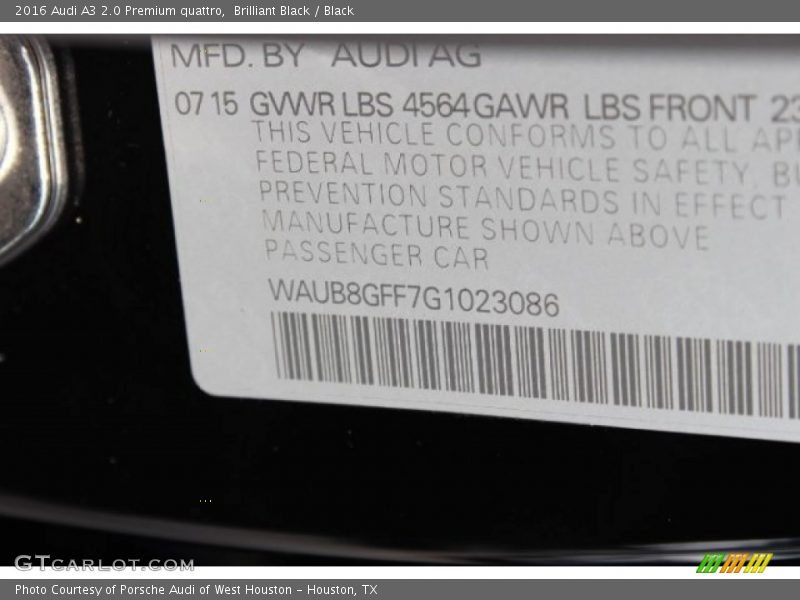 2016 Audi A3 2.0 Premium quattro, Brilliant Black / Black
MFD. BY AUDI AG
07 15 GVWR LBS 4564 GAWR LBS FRONT 23
THIS VEHICLE CONFORMS TO ALL
FEDERAL MOTOR VEHICLE SAFETY,
PREVENTION STANDARDS IN EFFECT
MANUFACTURE SHOWN ABOVE
PASSENGER CAR
WAUB8GFF7G1023086
GTCARLOT.COM
Photo Courtesy of Porsche Audi of West Houston - Houston, TX